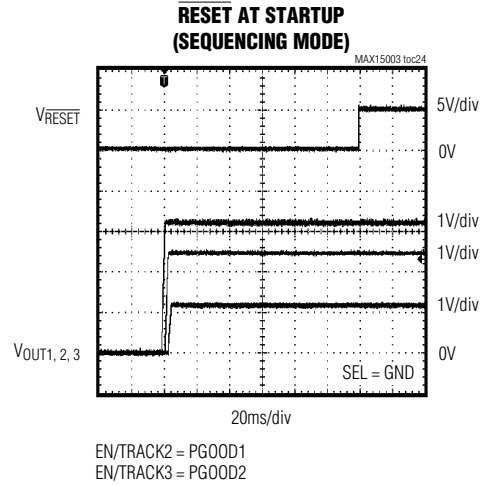 RESET AT STARTUP
(SEQUENCING MODE)
MAX15003 toc24
VRESET
5V/div
0V
1V/div
1V/div
1V/div
VOUT1, 2, 3
0V
SEL = GND
20ms/div
EN/TRACK2 = PGOOD1
EN/TRACK3 = PGOOD2